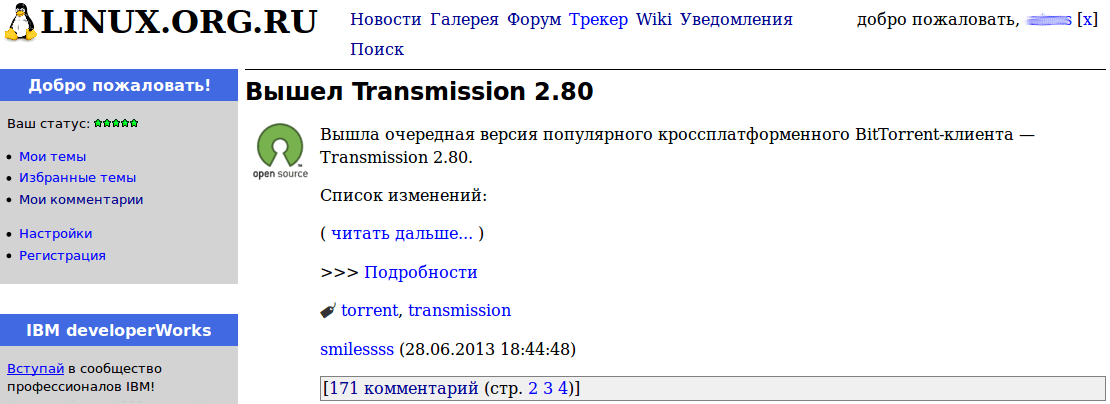 LINUX.ORG.RU
Новости Галерея Форум Трекер Wiki Уведомления
Поиск
добро пожаловать, [x]
Добро пожаловать!
Ваш статус:
Мои темы
Избранные темы
Мои комментарии
Настройки
Регистрация
IBM developerWorks
Вступай в сообщество
профессионалов IBM!
Вышел Transmission 2.80
open source
Вышла очередная версия популярного кроссплатформенного BitTorrent-клиента —
Transmission 2.80.
Список изменений:
( читать дальше... )
>>> Подробности
torrent, transmission
smilessss (28.06.2013 18:44:48)
[171 комментарий (стр. 2 3 4)]